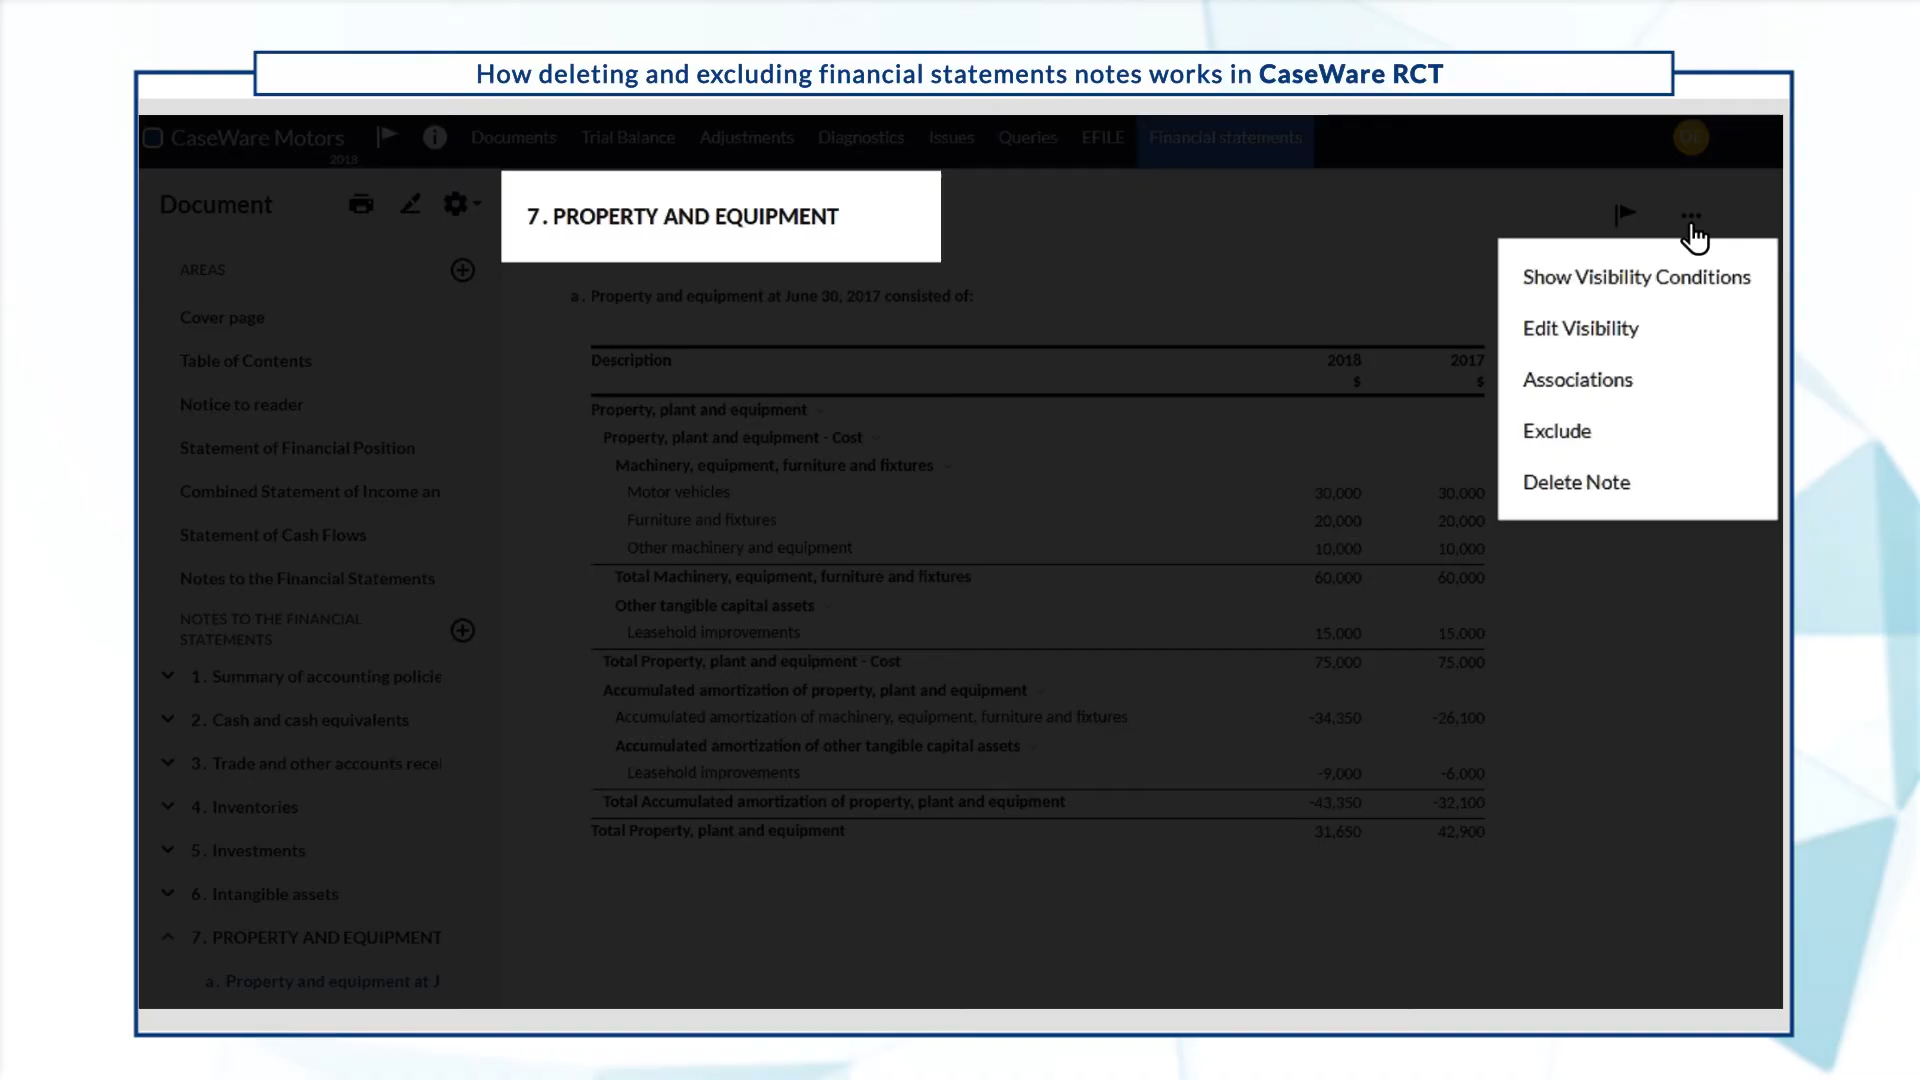 How deleting and excluding financial statements notes works in CaseWare RCT
CaseWare Motors
2018
Documents Trial Balance Adjustments Diagnostics Issues Queries EFILE Financial statements
Document
AREAS
Cover page
Table of Contents
Notice to reader
Statement of Financial Position
Combined Statement of Income an
Statement of Cash Flows
Notes to the Financial Statements
NOTES TO THE FINANCIAL
STATEMENTS
1. Summary of accounting policie
2. Cash and cash equivalents
3. Trade and other accounts recei
4. Inventories
5. Investments
6. Intangible assets
7. PROPERTY AND EQUIPMENT
a. Property and equipment at J
7. PROPERTY AND EQUIPMENT
a. Property and equipment at June 30, 2017 consisted of:
Description 2018 2017
$ $
Property, plant and equipment
Property, plant and equipment - Cost
Machinery, equipment, furniture and fixtures
Motor vehicles 30,000 30,000
Furniture and fixtures 20,000 20,000
Other machinery and equipment 10,000 10,000
Total Machinery, equipment, furniture and fixtures 60,000 60,000
Other tangible capital assets
Leasehold improvements 15,000 15,000
Total Property, plant and equipment - Cost 75,000 75,000
Accumulated amortization of property, plant and equipment
Accumulated amortization of machinery, equipment, furniture and fixtures -34,350 -26,100
Accumulated amortization of other tangible capital assets
Leasehold improvements -9,000 -6,000
Total Accumulated amortization of property, plant and equipment -43,350 -32,100
Total Property, plant and equipment 31,650 42,900
Show Visibility Conditions
Edit Visibility
Associations
Exclude
Delete Note